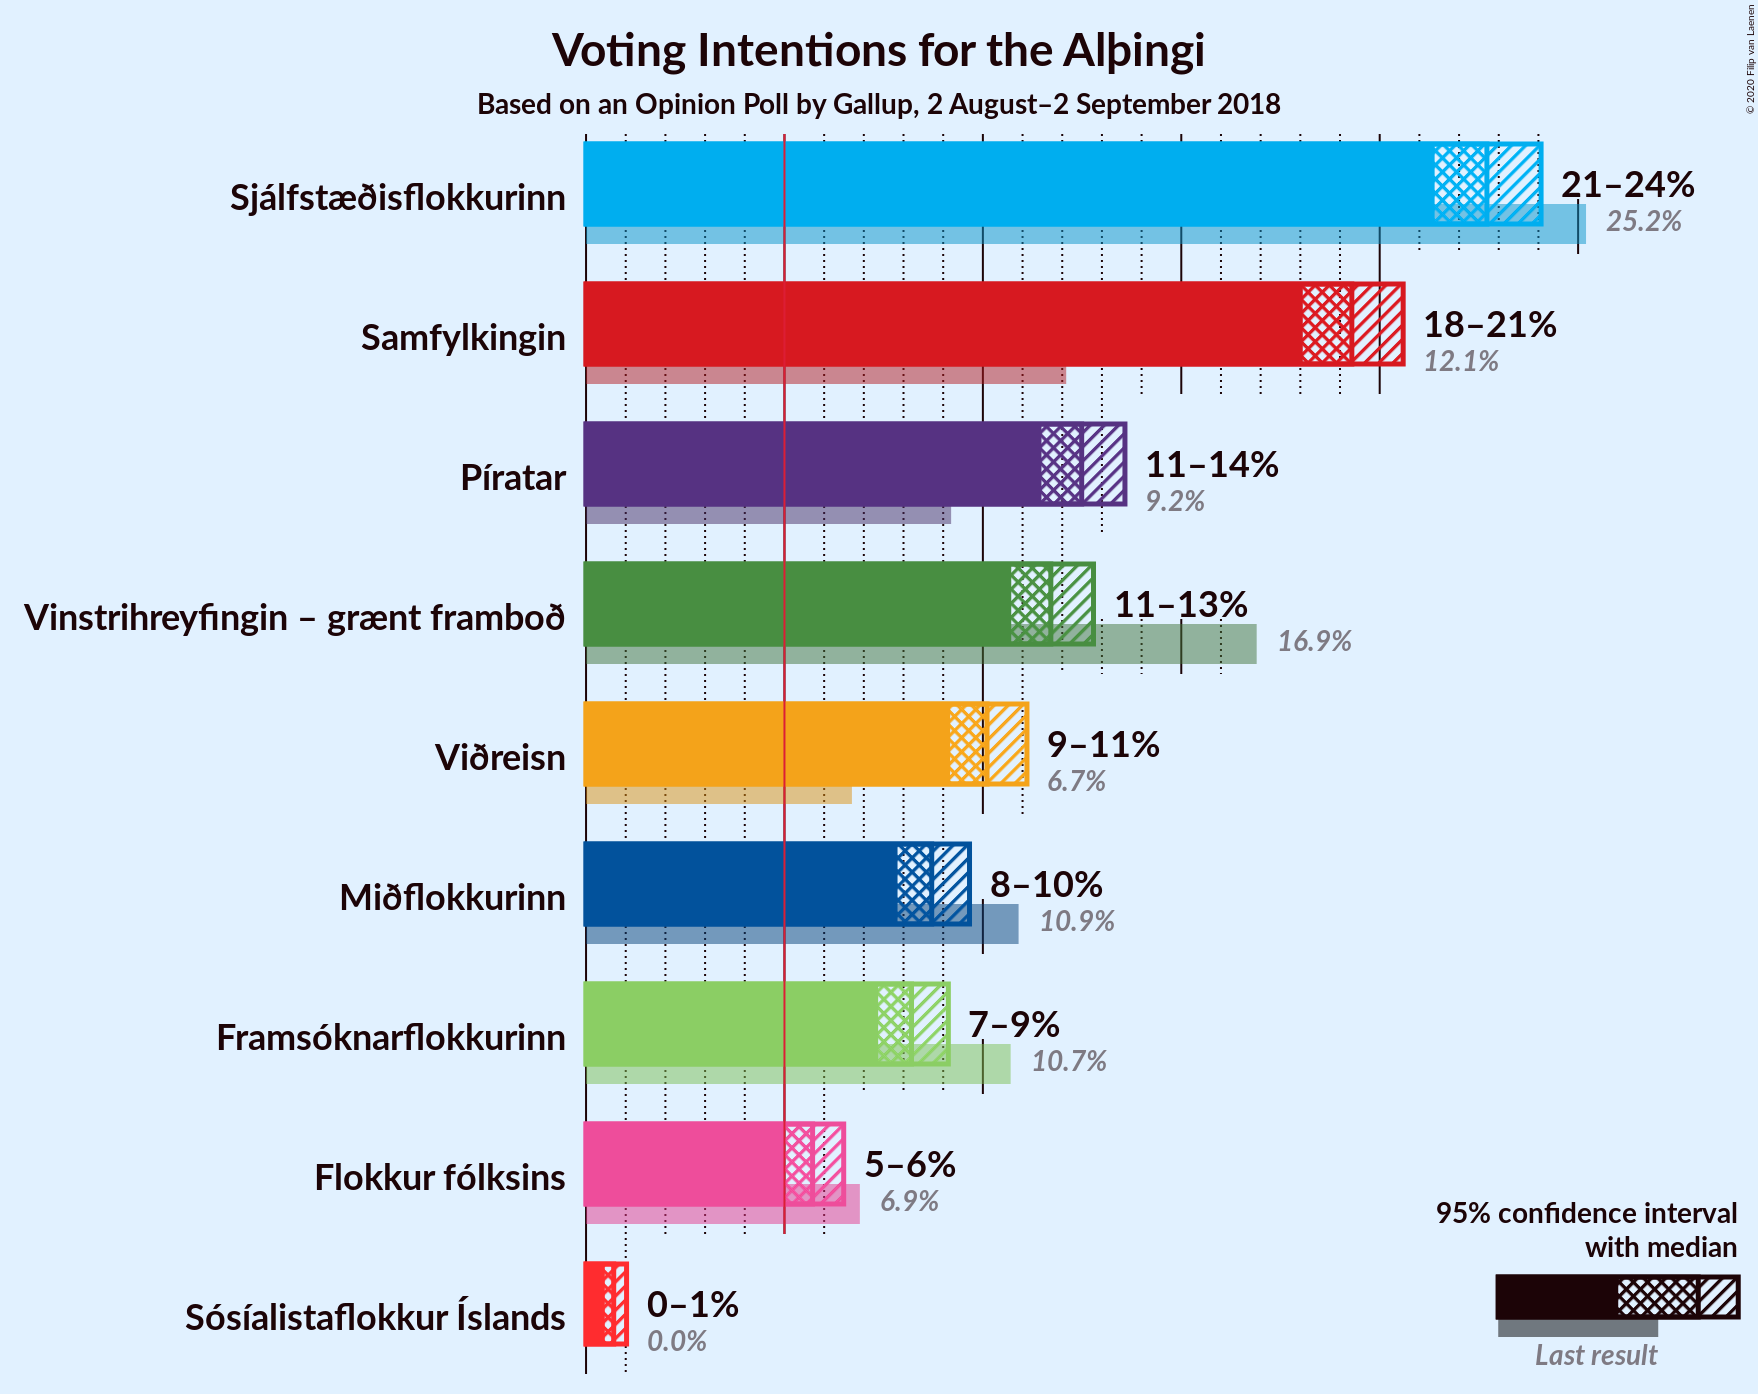 Voting Intentions for the Alþingi
Based on an Opinion Poll by Gallup, 2 August–2 September 2018
© 2020 Filip van Laenen
Sjálfstæðisflokkurinn
21–24%
25.2%
Samfylkingin
18–21%
12.1%
Píratar
11–14%
9.2%
Vinstrihreyfingin – grænt framboð
11–13%
16.9%
Viðreisn
9–11%
6.7%
Miðflokkurinn
8–10%
10.9%
Framsóknarflokkurinn
7–9%
10.7%
Flokkur fólksins
5–6%
6.9%
Sósíalistaflokkur Íslands
0–1%
0.0%
95% confidence interval
with median
Last result